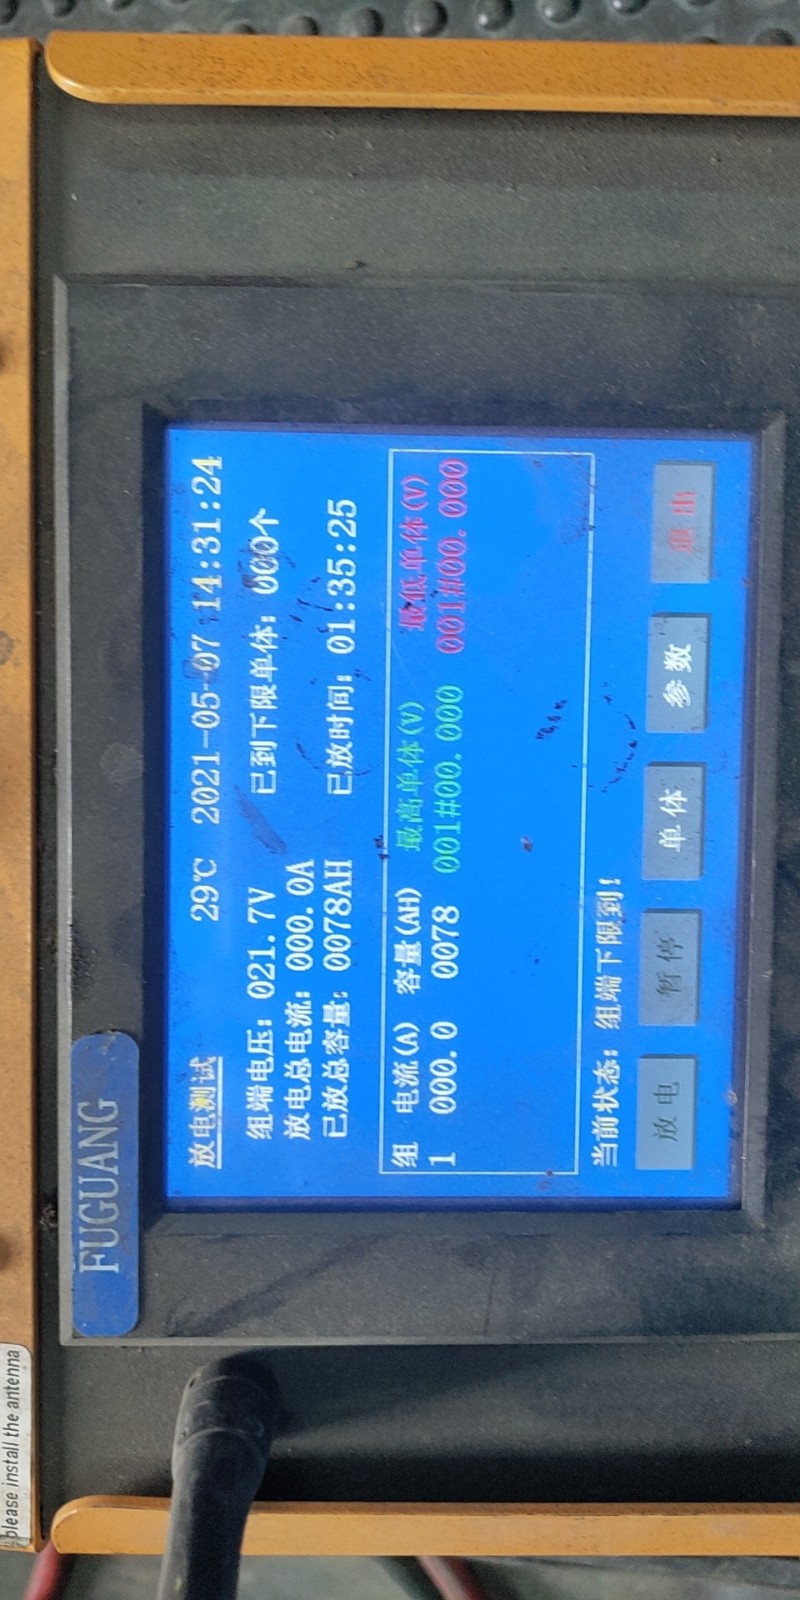 please install the antenna
FUGUANG
放电测试 29℃ 2021-05-07 14:31:24
组端电压: 021.7V 已到下限单体: 000个
放电总电流: 000.0A
已放总容量: 0078AH 已放时间: 01:35:25
组 电流(A) 容量(AH) 最高单体(V) 最低单体(V)
1 000.0 0078 001#00.000 001#00.000
当前状态: 组端下限到!
放电 暂停 单体 参数 退出